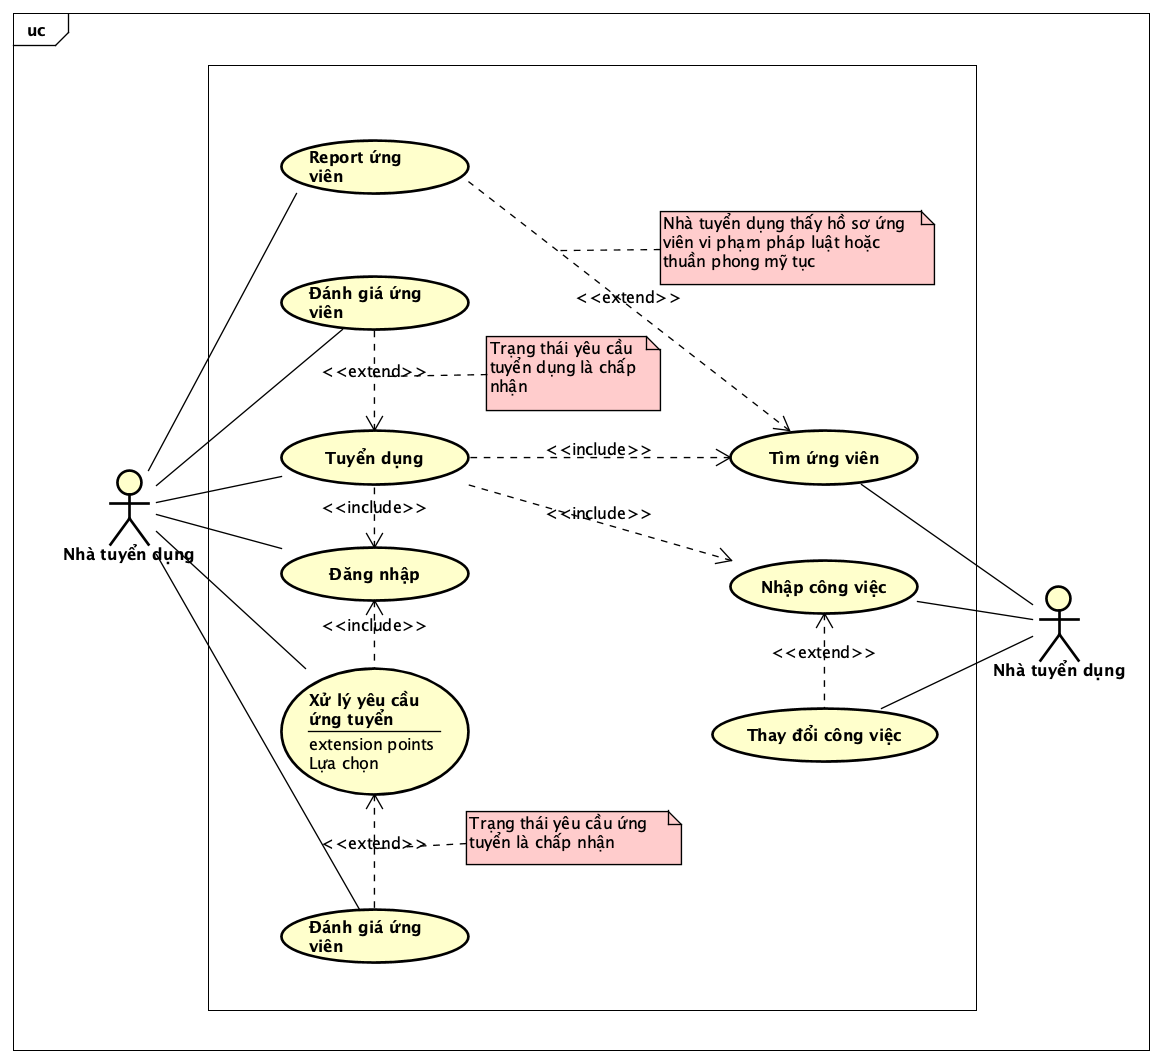 uc
Report ứng
viên
Nhà tuyển dụng thấy hồ sơ ứng
viên vi phạm pháp luật hoặc
thuần phong mỹ tục
<<extend>>
Đánh giá ứng
viên
Trạng thái yêu cầu
tuyển dụng là chấp
nhận
<<extend>>
Tuyển dụng
<<include>>
Tìm ứng viên
<<include>>
<<include>>
Nhà tuyển dụng
Đăng nhập
Nhập công việc
<<include>>
<<extend>>
Nhà tuyển dụng
Xử lý yêu cầu
ứng tuyển
extension points
Lựa chọn
Thay đổi công việc
Trạng thái yêu cầu ứng
tuyển là chấp nhận
<<extend>>
Đánh giá ứng
viên